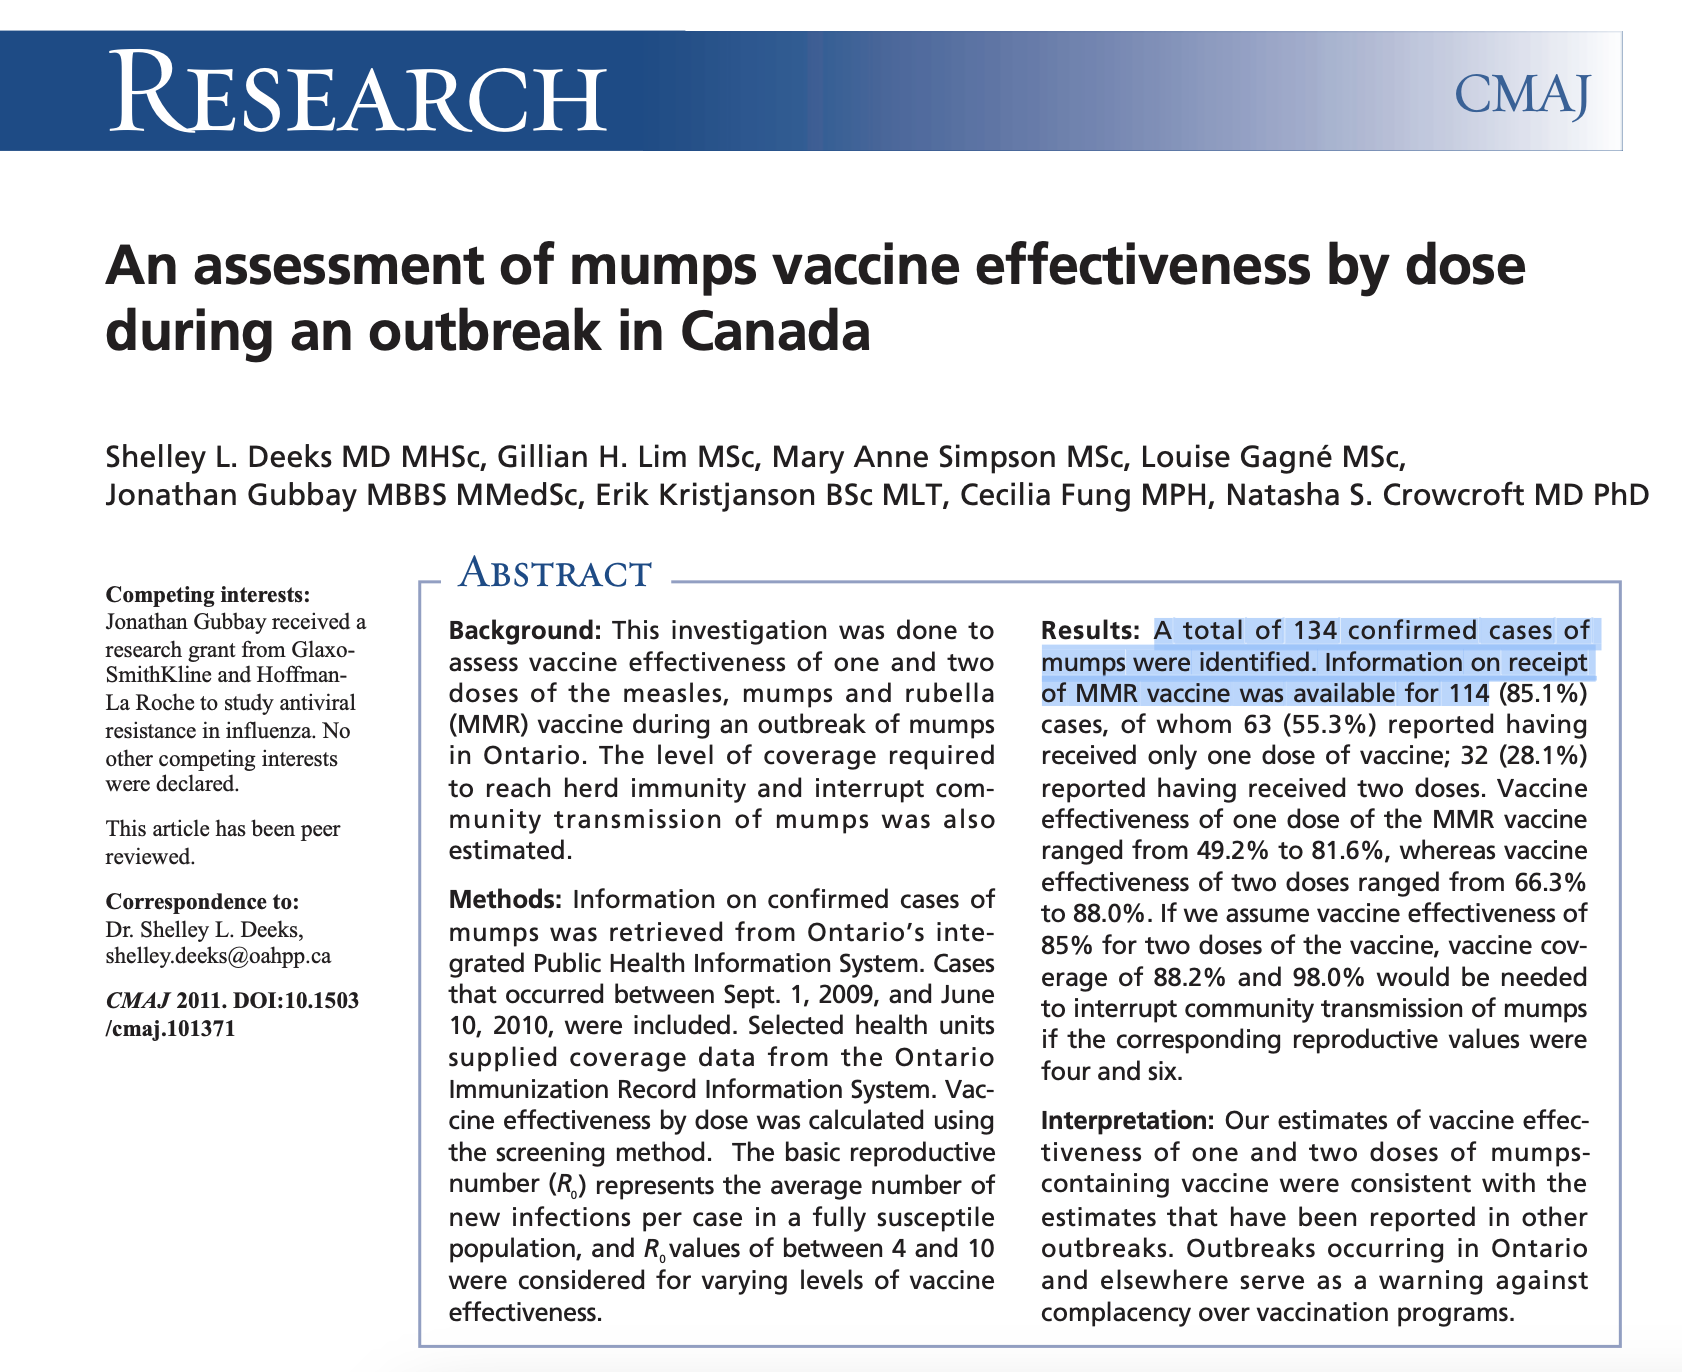 RESEARCH
CMAJ
An assessment of mumps vaccine effectiveness by dose
during an outbreak in Canada
Shelley L. Deeks MD MHSc, Gillian H. Lim MSc, Mary Anne Simpson MSc, Louise Gagné MSc,
Jonathan Gubbay MBBS MMedSc, Erik Kristjanson BSc MLT, Cecilia Fung MPH, Natasha S. Crowcroft MD PhD
Competing interests:
Jonathan Gubbay received a
research grant from Glaxo-
SmithKline and Hoffman-
La Roche to study antiviral
resistance in influenza. No
other competing interests
were declared.
This article has been peer
reviewed.
Correspondence to:
Dr. Shelley L. Deeks,
shelley.deeks@oahpp.ca
CMAJ 2011. DOI:10.1503
/cmaj.101371
ABSTRACT
Background: This investigation was done to
assess vaccine effectiveness of one and two
doses of the measles, mumps and rubella
(MMR) vaccine during an outbreak of mumps
in Ontario. The level of coverage required
to reach herd immunity and interrupt com-
munity transmission of mumps was also
estimated.
Methods: Information on confirmed cases of
mumps was retrieved from Ontario's inte-
grated Public Health Information System. Cases
that occurred between Sept. 1, 2009, and June
10, 2010, were included. Selected health units
supplied coverage data from the Ontario
Immunization Record Information System. Vac-
cine effectiveness by dose was calculated using
the screening method. The basic reproductive
number (R0) represents the average number of
new infections per case in a fully susceptile
population, and R0 values of between 4 and 10
were considered for varying levels of vaccine
effectiveness.
Results: A total of 134 confirmed cases of
mumps were identified. Information on receipt
of MMR vaccine was available for 114 (85.1%)
cases, of whom 63 (55.3%) reported having
received only one dose of vaccine; 32 (28.1%)
reported having received two doses. Vaccine
effectiveness of one dose of the MMR vaccine
ranged from 49.2% to 81.6%, whereas vaccine
effectiveness of two doses ranged from 66.3%
to 88.0%. If we assume vaccine effectiveness of
85% for two doses of the vaccine, vaccine cov-
erage of 88.2% and 98.0% would be needed
to interrupt community transmission of mumps
if the corresponding reproductive values were
four and six.
Interpretation: Our estimates of vaccine effec-
tiveness of one and two doses of mumps-
containing vaccine were consistent with the
estimates that have been reported in other
outbreaks. Outbreaks occurring in Ontario
and elsewhere serve as a warning against
complacency over vaccination programs.